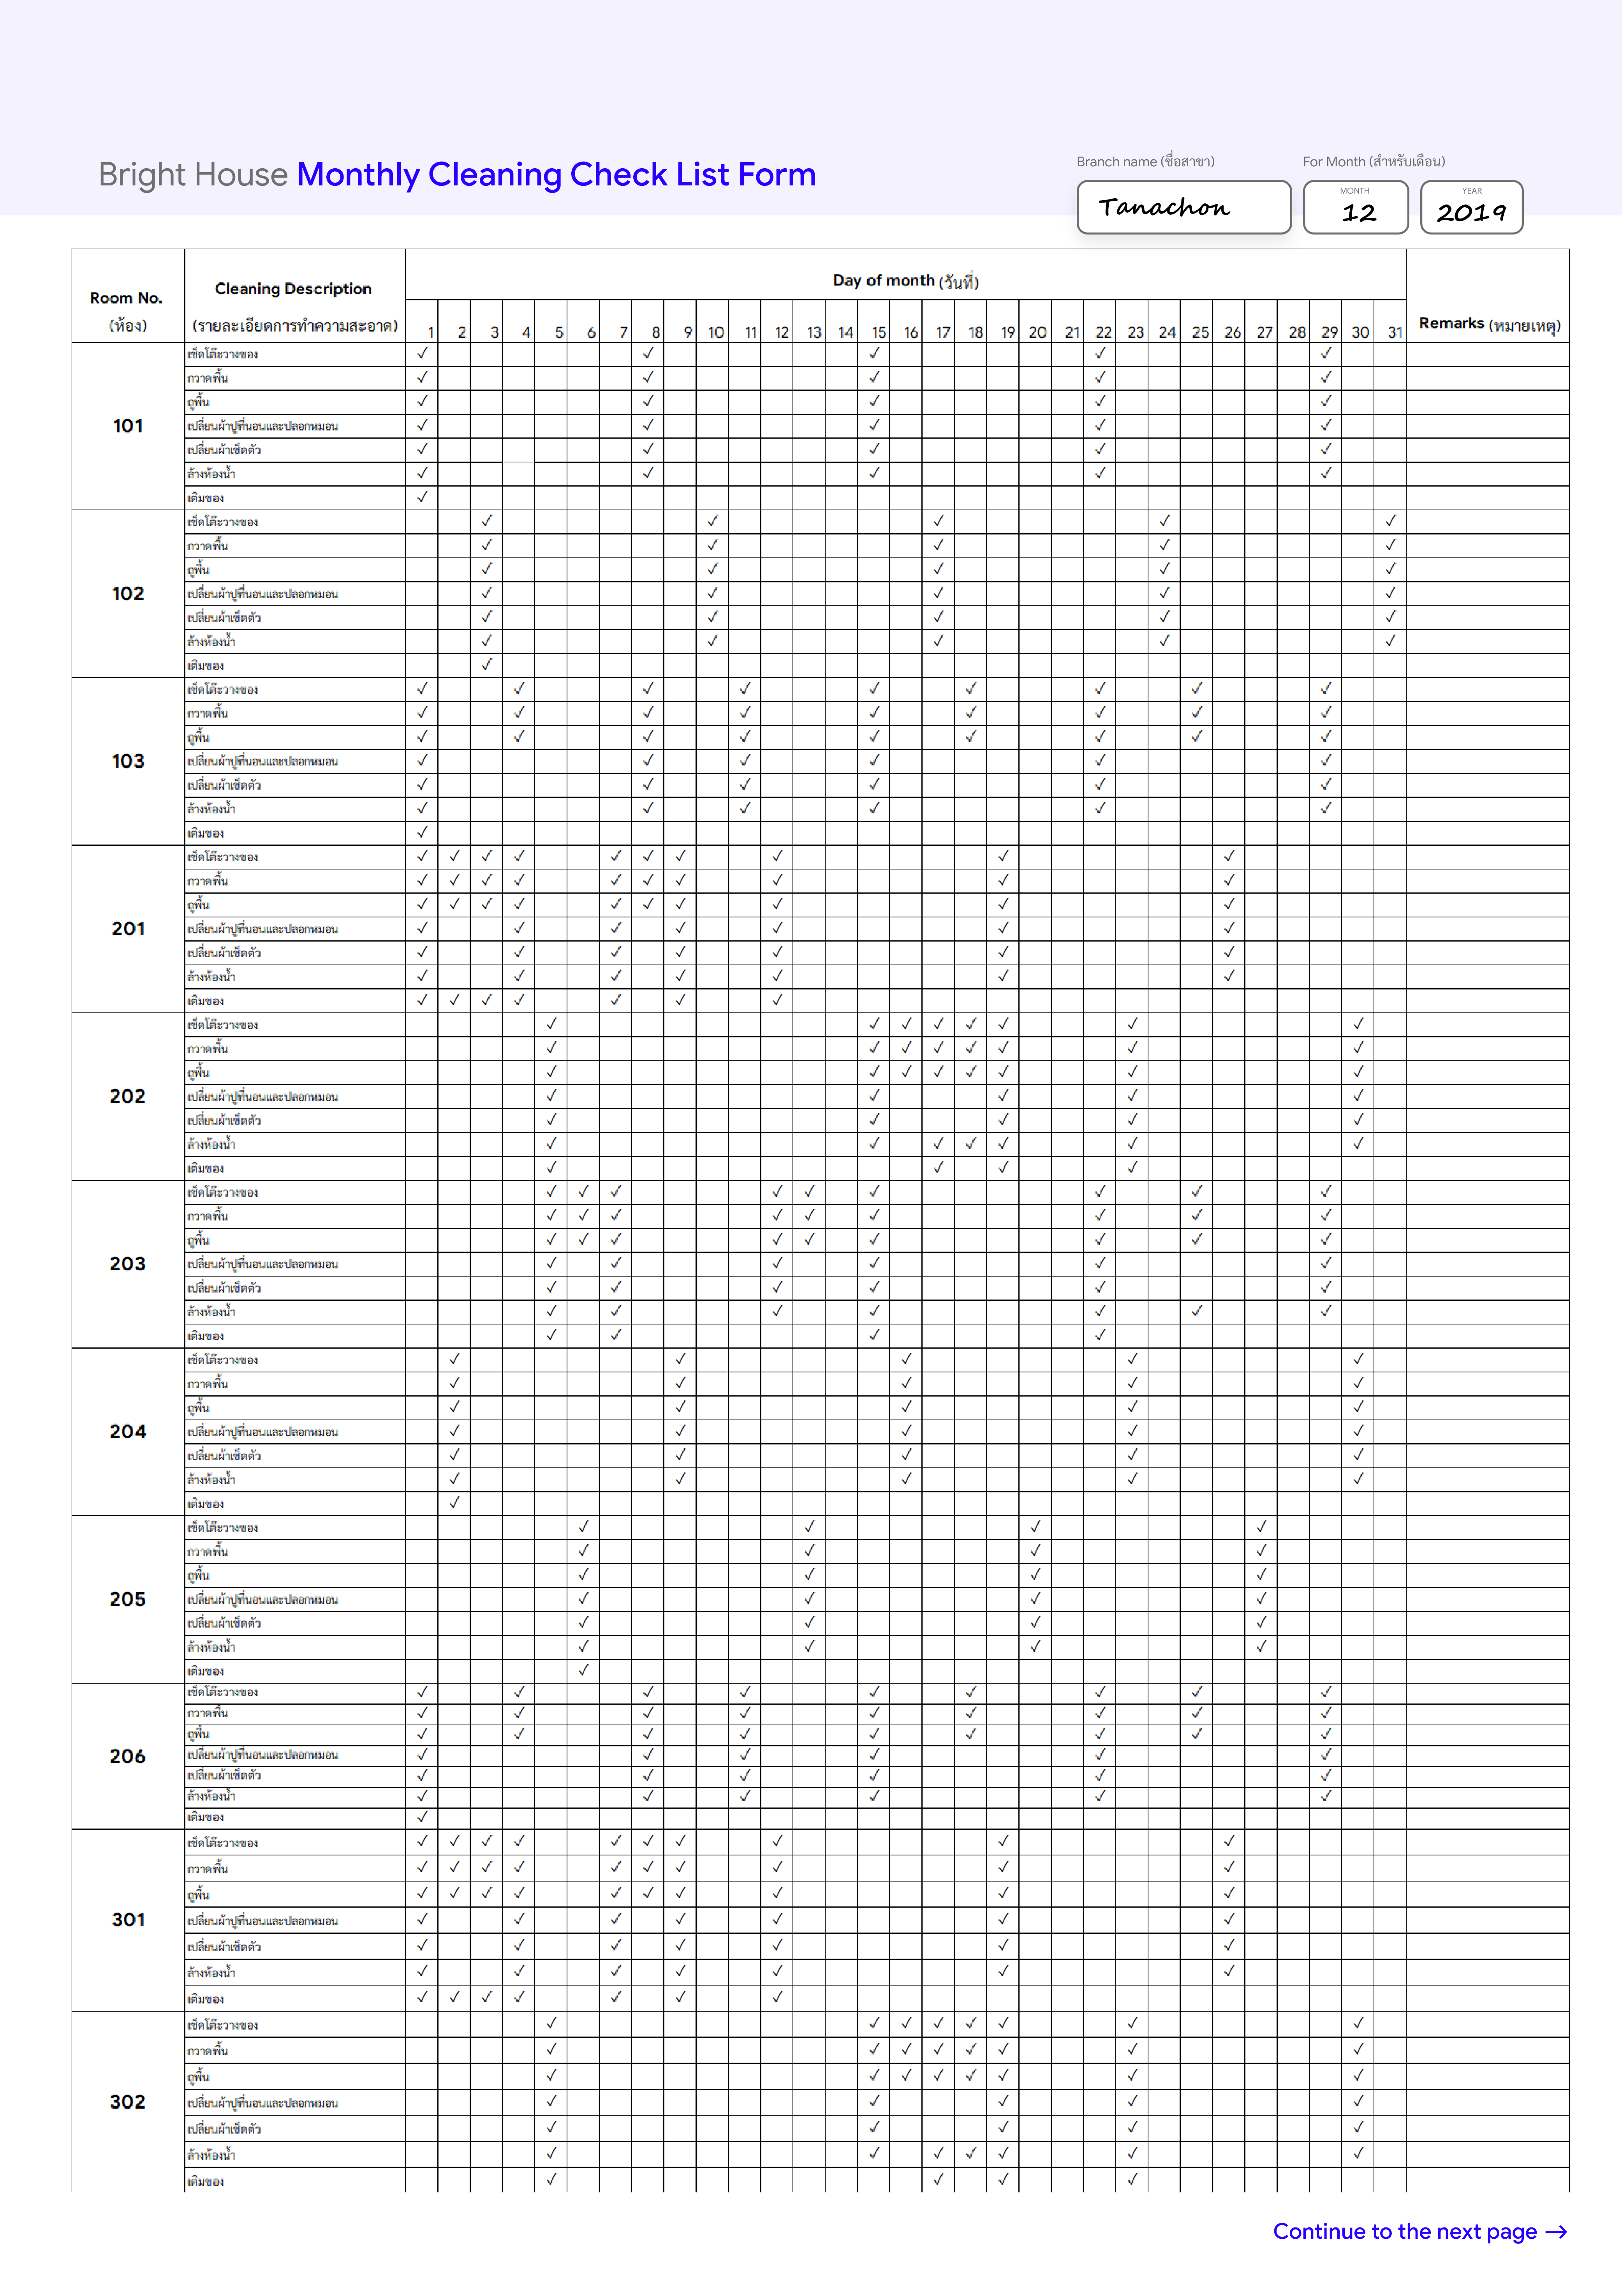 Bright House Monthly Cleaning Check List Form
Branch name (ชื่อสาขา)
For Month (สำหรับเดือน)
Tanachon
MONTH
12
YEAR
2019
Room No.
(ห้อง)
Cleaning Description
(รายละเอียดการทำความสะอาด)
Day of month (วันที่)
1 2 3 4 5 6 7 8 9 10 11 12 13 14 15 16 17 18 19 20 21 22 23 24 25 26 27 28 29 30 31
Remarks (หมายเหตุ)
101
เช็ดโต๊ะวางของ ✓ ✓ ✓ ✓ ✓
กวาดพื้น ✓ ✓ ✓ ✓ ✓
ถูพื้น ✓ ✓ ✓ ✓ ✓
เปลี่ยนผ้าปูที่นอนและปลอกหมอน ✓ ✓ ✓ ✓ ✓
เปลี่ยนผ้าเช็ดตัว ✓ ✓ ✓ ✓ ✓
ล้างห้องน้ำ ✓ ✓ ✓ ✓ ✓
เติมของ ✓
102
เช็ดโต๊ะวางของ ✓ ✓ ✓ ✓ ✓
กวาดพื้น ✓ ✓ ✓ ✓ ✓
ถูพื้น ✓ ✓ ✓ ✓ ✓
เปลี่ยนผ้าปูที่นอนและปลอกหมอน ✓ ✓ ✓ ✓ ✓
เปลี่ยนผ้าเช็ดตัว ✓ ✓ ✓ ✓ ✓
ล้างห้องน้ำ ✓ ✓ ✓ ✓ ✓
เติมของ ✓
103
เช็ดโต๊ะวางของ ✓ ✓ ✓ ✓ ✓ ✓ ✓ ✓ ✓
กวาดพื้น ✓ ✓ ✓ ✓ ✓ ✓ ✓ ✓ ✓
ถูพื้น ✓ ✓ ✓ ✓ ✓ ✓ ✓ ✓ ✓
เปลี่ยนผ้าปูที่นอนและปลอกหมอน ✓ ✓ ✓ ✓ ✓ ✓
เปลี่ยนผ้าเช็ดตัว ✓ ✓ ✓ ✓ ✓ ✓
ล้างห้องน้ำ ✓ ✓ ✓ ✓ ✓ ✓
เติมของ ✓
201
เช็ดโต๊ะวางของ ✓ ✓ ✓ ✓ ✓ ✓ ✓ ✓ ✓ ✓
กวาดพื้น ✓ ✓ ✓ ✓ ✓ ✓ ✓ ✓ ✓ ✓
ถูพื้น ✓ ✓ ✓ ✓ ✓ ✓ ✓ ✓ ✓ ✓
เปลี่ยนผ้าปูที่นอนและปลอกหมอน ✓ ✓ ✓ ✓ ✓ ✓ ✓
เปลี่ยนผ้าเช็ดตัว ✓ ✓ ✓ ✓ ✓ ✓ ✓
ล้างห้องน้ำ ✓ ✓ ✓ ✓ ✓ ✓ ✓
เติมของ ✓ ✓ ✓ ✓ ✓ ✓ ✓
202
เช็ดโต๊ะวางของ ✓ ✓ ✓ ✓ ✓ ✓ ✓ ✓
กวาดพื้น ✓ ✓ ✓ ✓ ✓ ✓ ✓ ✓
ถูพื้น ✓ ✓ ✓ ✓ ✓ ✓ ✓ ✓
เปลี่ยนผ้าปูที่นอนและปลอกหมอน ✓ ✓ ✓ ✓ ✓
เปลี่ยนผ้าเช็ดตัว ✓ ✓ ✓ ✓ ✓
ล้างห้องน้ำ ✓ ✓ ✓ ✓ ✓ ✓ ✓
เติมของ ✓ ✓ ✓ ✓
203
เช็ดโต๊ะวางของ ✓ ✓ ✓ ✓ ✓ ✓ ✓ ✓ ✓
กวาดพื้น ✓ ✓ ✓ ✓ ✓ ✓ ✓ ✓ ✓
ถูพื้น ✓ ✓ ✓ ✓ ✓ ✓ ✓ ✓ ✓
เปลี่ยนผ้าปูที่นอนและปลอกหมอน ✓ ✓ ✓ ✓ ✓ ✓
เปลี่ยนผ้าเช็ดตัว ✓ ✓ ✓ ✓ ✓ ✓
ล้างห้องน้ำ ✓ ✓ ✓ ✓ ✓ ✓ ✓
เติมของ ✓ ✓ ✓ ✓
204
เช็ดโต๊ะวางของ ✓ ✓ ✓ ✓ ✓
กวาดพื้น ✓ ✓ ✓ ✓ ✓
ถูพื้น ✓ ✓ ✓ ✓ ✓
เปลี่ยนผ้าปูที่นอนและปลอกหมอน ✓ ✓ ✓ ✓ ✓
เปลี่ยนผ้าเช็ดตัว ✓ ✓ ✓ ✓ ✓
ล้างห้องน้ำ ✓ ✓ ✓ ✓ ✓
เติมของ ✓
205
เช็ดโต๊ะวางของ ✓ ✓ ✓ ✓
กวาดพื้น ✓ ✓ ✓ ✓
ถูพื้น ✓ ✓ ✓ ✓
เปลี่ยนผ้าปูที่นอนและปลอกหมอน ✓ ✓ ✓ ✓
เปลี่ยนผ้าเช็ดตัว ✓ ✓ ✓ ✓
ล้างห้องน้ำ ✓ ✓ ✓ ✓
เติมของ ✓
206
เช็ดโต๊ะวางของ ✓ ✓ ✓ ✓ ✓ ✓ ✓ ✓ ✓
กวาดพื้น ✓ ✓ ✓ ✓ ✓ ✓ ✓ ✓ ✓
ถูพื้น ✓ ✓ ✓ ✓ ✓ ✓ ✓ ✓ ✓
เปลี่ยนผ้าปูที่นอนและปลอกหมอน ✓ ✓ ✓ ✓ ✓ ✓
เปลี่ยนผ้าเช็ดตัว ✓ ✓ ✓ ✓ ✓ ✓
ล้างห้องน้ำ ✓ ✓ ✓ ✓ ✓ ✓
เติมของ ✓
301
เช็ดโต๊ะวางของ ✓ ✓ ✓ ✓ ✓ ✓ ✓ ✓ ✓ ✓
กวาดพื้น ✓ ✓ ✓ ✓ ✓ ✓ ✓ ✓ ✓ ✓
ถูพื้น ✓ ✓ ✓ ✓ ✓ ✓ ✓ ✓ ✓ ✓
เปลี่ยนผ้าปูที่นอนและปลอกหมอน ✓ ✓ ✓ ✓ ✓ ✓ ✓
เปลี่ยนผ้าเช็ดตัว ✓ ✓ ✓ ✓ ✓ ✓ ✓
ล้างห้องน้ำ ✓ ✓ ✓ ✓ ✓ ✓ ✓
เติมของ ✓ ✓ ✓ ✓ ✓ ✓ ✓
302
เช็ดโต๊ะวางของ ✓ ✓ ✓ ✓ ✓ ✓ ✓ ✓
กวาดพื้น ✓ ✓ ✓ ✓ ✓ ✓ ✓ ✓
ถูพื้น ✓ ✓ ✓ ✓ ✓ ✓ ✓ ✓
เปลี่ยนผ้าปูที่นอนและปลอกหมอน ✓ ✓ ✓ ✓ ✓
เปลี่ยนผ้าเช็ดตัว ✓ ✓ ✓ ✓ ✓
ล้างห้องน้ำ ✓ ✓ ✓ ✓ ✓ ✓ ✓
เติมของ ✓ ✓ ✓ ✓
Continue to the next page →